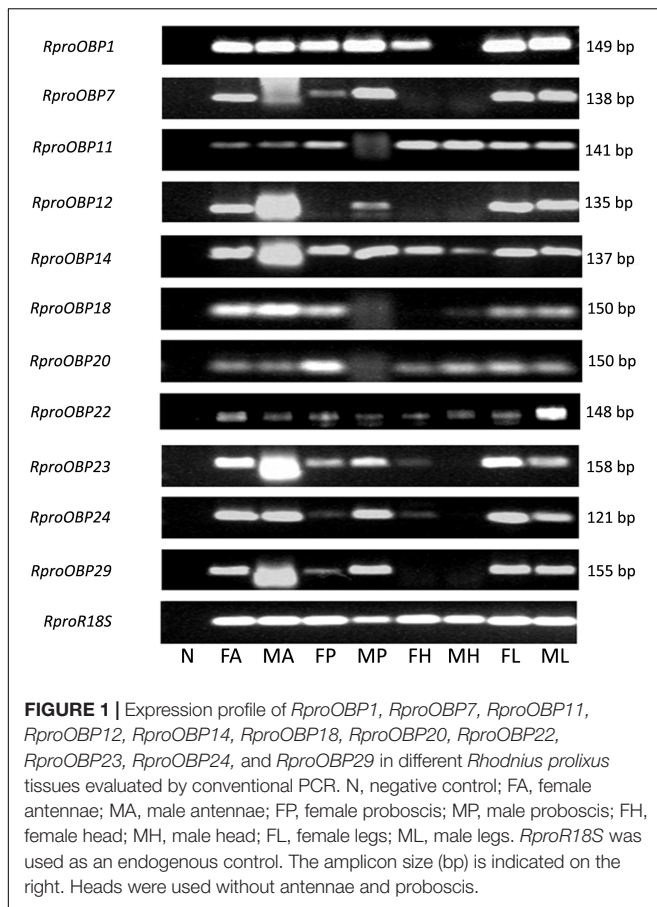 RproOBP1 149 bp
RproOBP7 138 bp
RproOBP11 141 bp
RproOBP12 135 bp
RproOBP14 137 bp
RproOBP18 150 bp
RproOBP20 150 bp
RproOBP22 148 bp
RproOBP23 158 bp
RproOBP24 121 bp
RproOBP29 155 bp
RproR18S
N FA MA FP MP FH MH FL ML
FIGURE 1 | Expression profile of RproOBP1, RproOBP7, RproOBP11,
RproOBP12, RproOBP14, RproOBP18, RproOBP20, RproOBP22,
RproOBP23, RproOBP24, and RproOBP29 in different Rhodnius prolixus
tissues evaluated by conventional PCR. N, negative control; FA, female
antennae; MA, male antennae; FP, female proboscis; MP, male proboscis; FH,
female head; MH, male head; FL, female legs; ML, male legs. RproR18S was
used as an endogenous control. The amplicon size (bp) is indicated on the
right. Heads were used without antennae and proboscis.